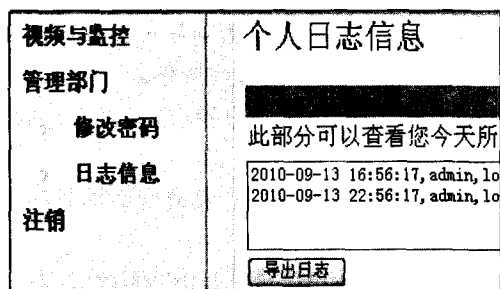 视频与监控
管理部门
修改密码
日志信息
注销
个人日志信息
此部分可以查看您今天所
2010-09-13 16:56:17,admin,lo
2010-09-13 22:56:17,admin,lo
导出日志